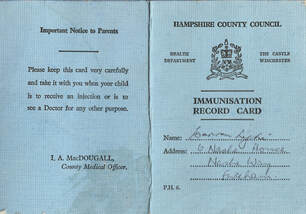 Important Notice to Parents
Please keep this card very carefully
and take it with you when your child
is to receive an injection or is to
see a Doctor for any other purpose.
I. A. MacDOUGALL,
County Medical Officer.
HAMPSHIRE COUNTY COUNCIL
HEALTH
DEPARTMENT
THE CASTLE
WINCHESTER
IMMUNISATION
RECORD CARD
Name:
Address: 6
Way
P.H. 6.